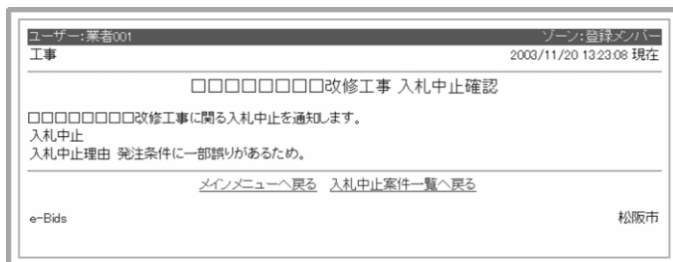 ユーザー:業者001 ゾーン:登録メンバー
工事 2003/11/20 13:23:08 現在
□□□□□□□□改修工事 入札中止確認
□□□□□□□□改修工事に関る入札中止を通知します。
入札中止
入札中止理由 発注条件に一部誤りがあるため。
メインメニューへ戻る 入札中止案件一覧へ戻る
e-Bids 松阪市